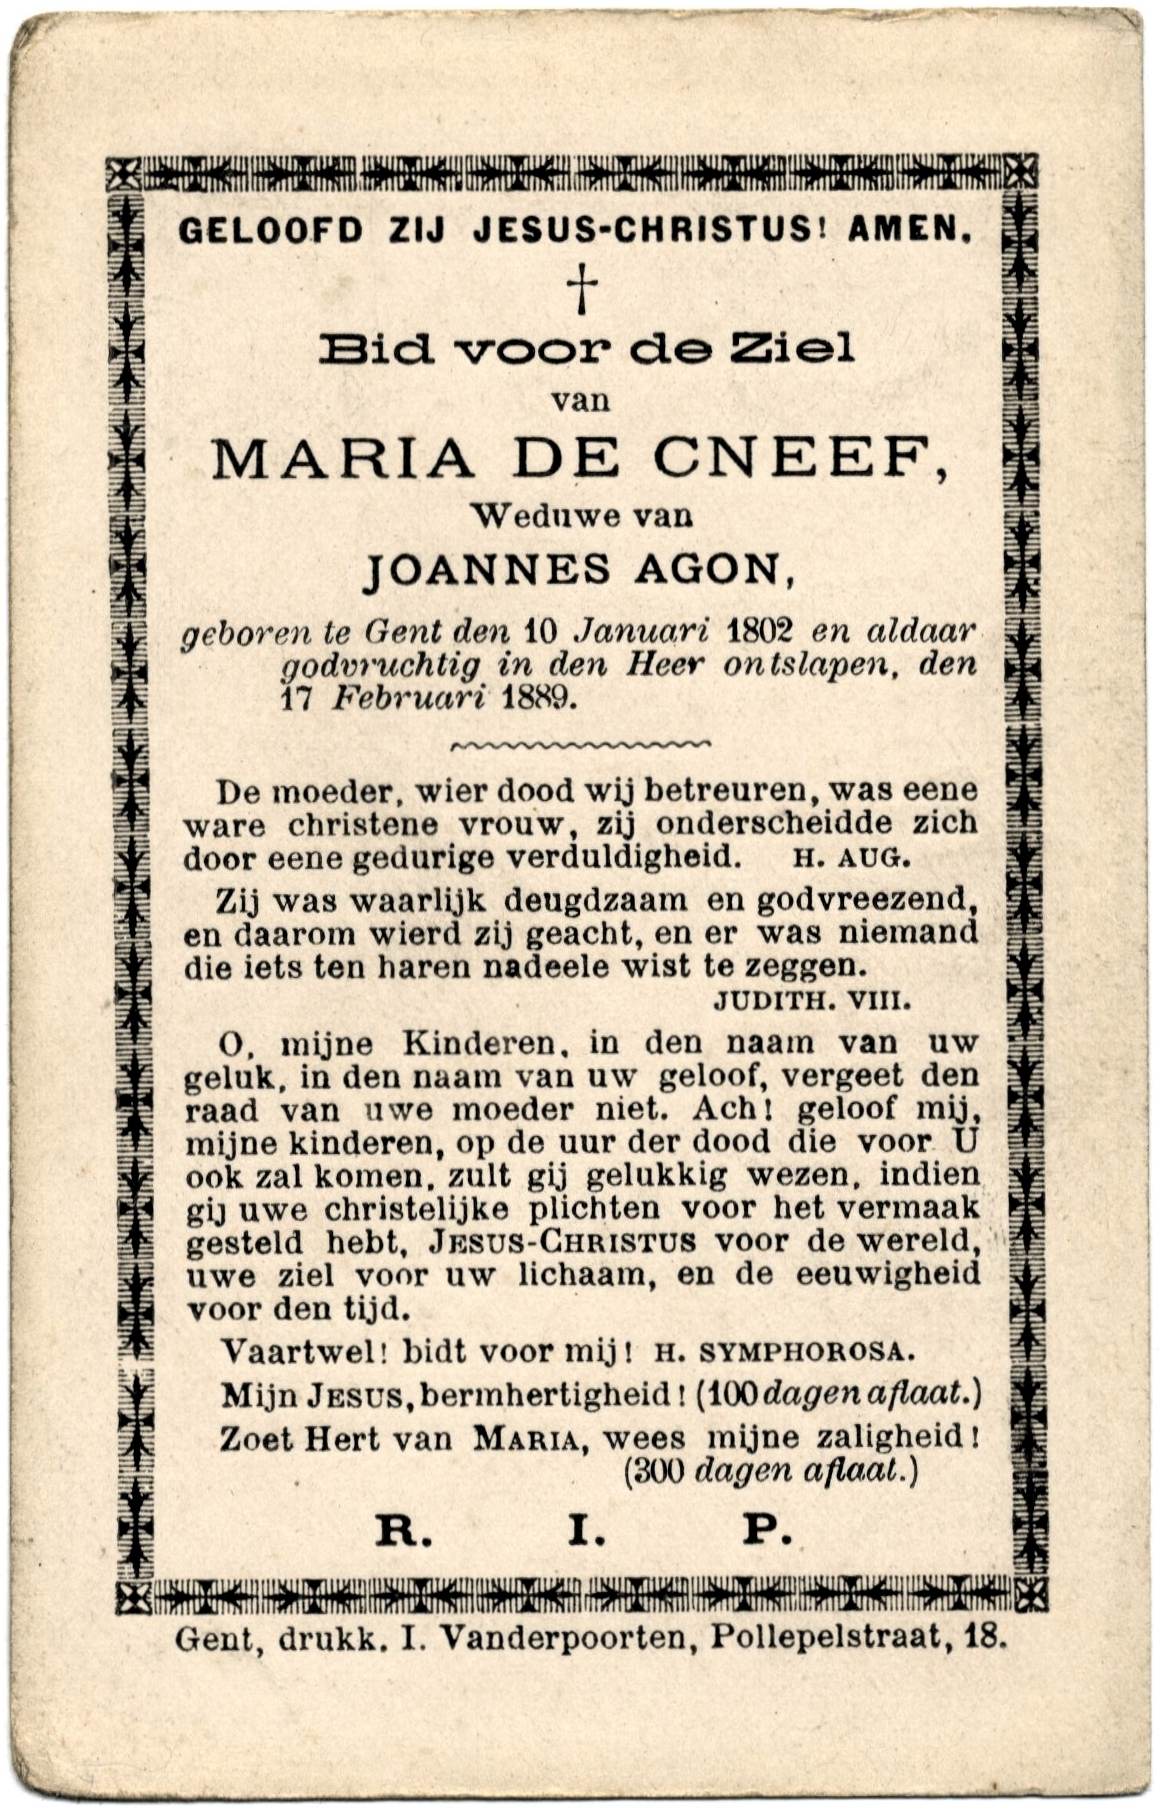 GELOOFD ZIJ JESUS-CHRISTUS! AMEN.
Bid voor de Ziel
van
MARIA DE CNEEF,
Weduwe van
JOANNES AGON,
geboren te Gent den 10 Januari 1802 en aldaar
godvruchtig in den Heer ontslapen, den
17 Februari 1889.
De moeder, wier dood wij betreuren, was eene
ware christene vrouw, zij onderscheidde zich
door eene gedurige verduldigheid. H. AUG.
Zij was waarlijk deugdzaam en godvreezend,
en daarom wierd zij geacht, en er was niemand
die iets ten haren nadeele wist te zeggen.
JUDITH. VIII.
O, mijne Kinderen, in den naam van uw
geluk, in den naam van uw geloof, vergeet den
raad van uwe moeder niet. Ach! geloof mij,
mijne kinderen, op de uur der dood die voor U
ook zal komen, zult gij gelukkig wezen, indien
gij uwe christelijke plichten voor het vermaak
gesteld hebt, JESUS-CHRISTUS voor de wereld,
uwe ziel voor uw lichaam, en de eeuwigheid
voor den tijd.
Vaartwel! bidt voor mij! H. SYMPHOROSA.
Mijn JESUS, bermhertigheid! (100 dagen aflaat.)
Zoet Hert van MARIA, wees mijne zaligheid!
(300 dagen aflaat.)
R. I. P.
Gent, drukk. I. Vanderpoorten, Pollepelstraat, 18.